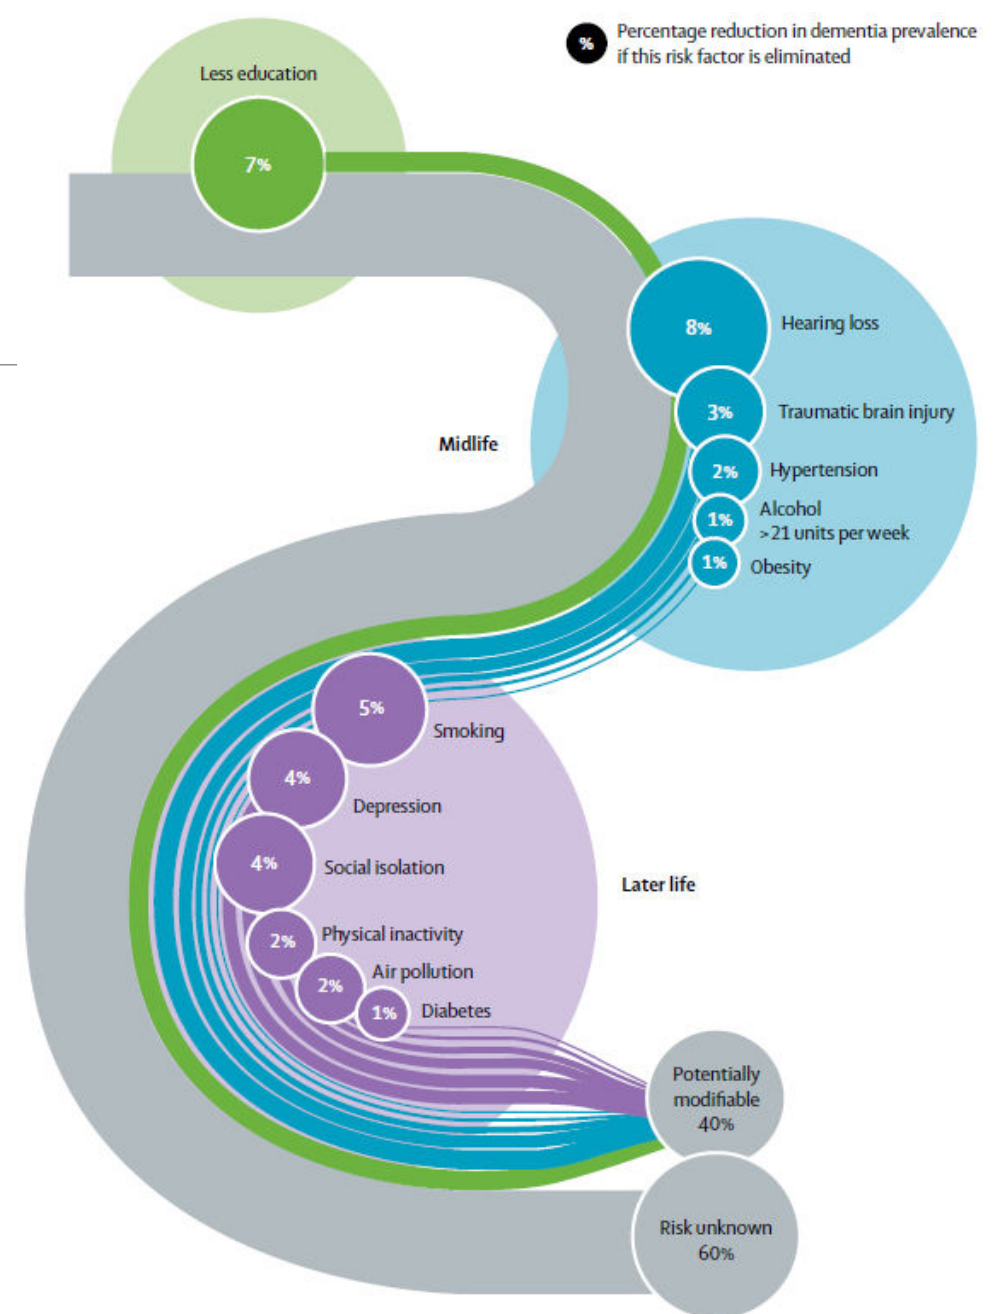 %
Percentage reduction in dementia prevalence
if this risk factor is eliminated
Less education
7%
8%
Hearing loss
3%
Traumatic brain injury
Midlife
2%
Hypertension
1%
Alcohol
>21 units per week
1%
Obesity
5%
Smoking
4%
Depression
4%
Social isolation
Later life
2%
Physical inactivity
2%
Air pollution
1%
Diabetes
Potentially
modifiable
40%
Risk unknown
60%